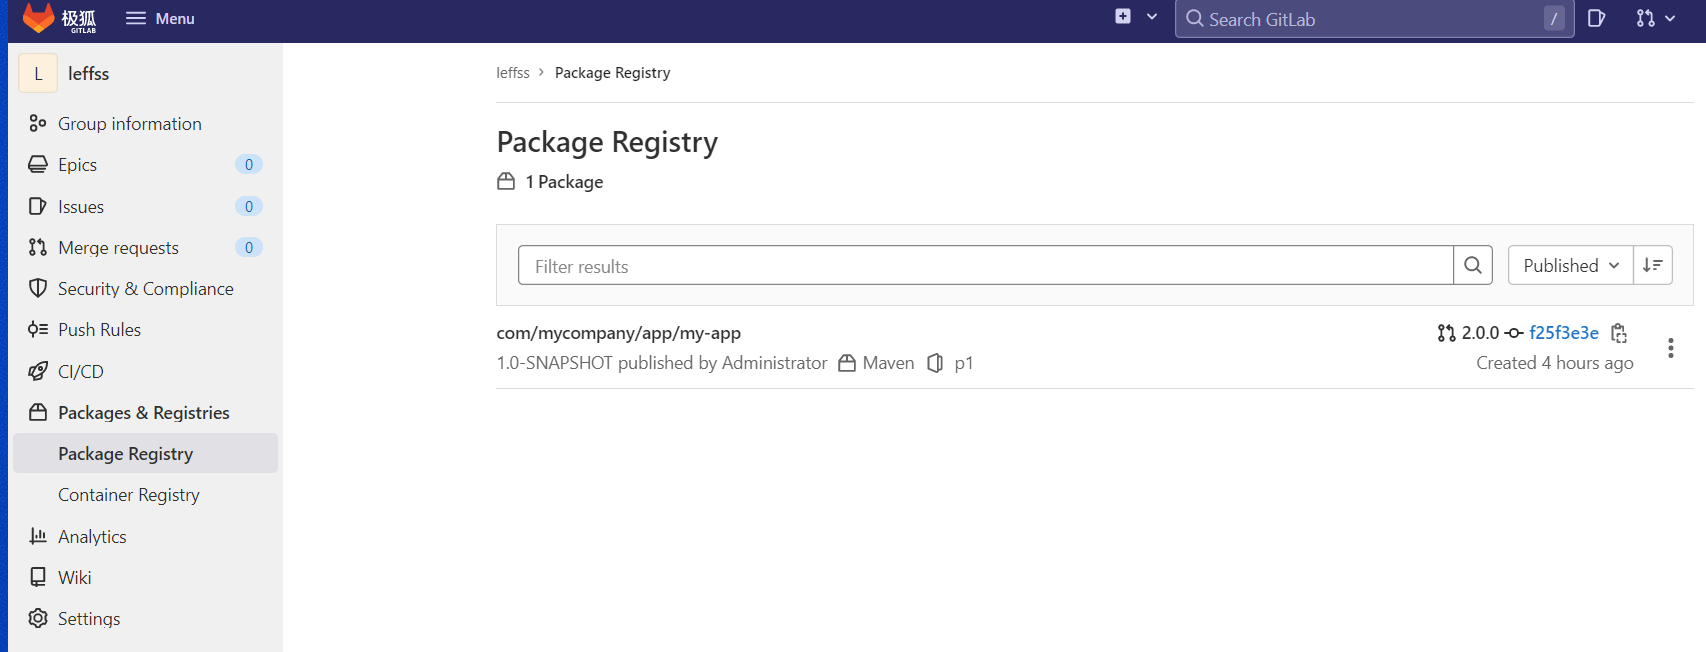 极狐
GITLAB
Menu
Search GitLab
/
L
leffss
Group information
Epics
0
Issues
0
Merge requests
0
Security & Compliance
Push Rules
CI/CD
Packages & Registries
Package Registry
Container Registry
Analytics
Wiki
Settings
leffss > Package Registry
Package Registry
1 Package
Filter results
Published
com/mycompany/app/my-app
2.0.0 f25f3e3e
1.0-SNAPSHOT published by Administrator Maven p1
Created 4 hours ago